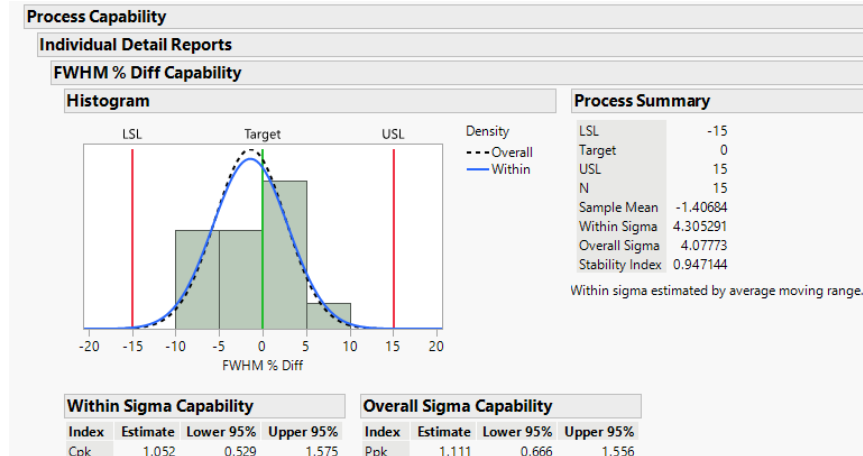 Process Capability
Individual Detail Reports
FWHM % Diff Capability
Histogram
LSL Target USL
-20 -15 -10 -5 0 5 10 15 20
FWHM % Diff
Density
Overall
Within
Process Summary
LSL -15
Target 0
USL 15
N 15
Sample Mean -1.40684
Within Sigma 4.305291
Overall Sigma 4.07773
Stability Index 0.947144
Within sigma estimated by average moving range.
Within Sigma Capability
Index Estimate Lower 95% Upper 95%
Cpk 1.052 0.529 1.575
Overall Sigma Capability
Index Estimate Lower 95% Upper 95%
Ppk 1.111 0.666 1.556